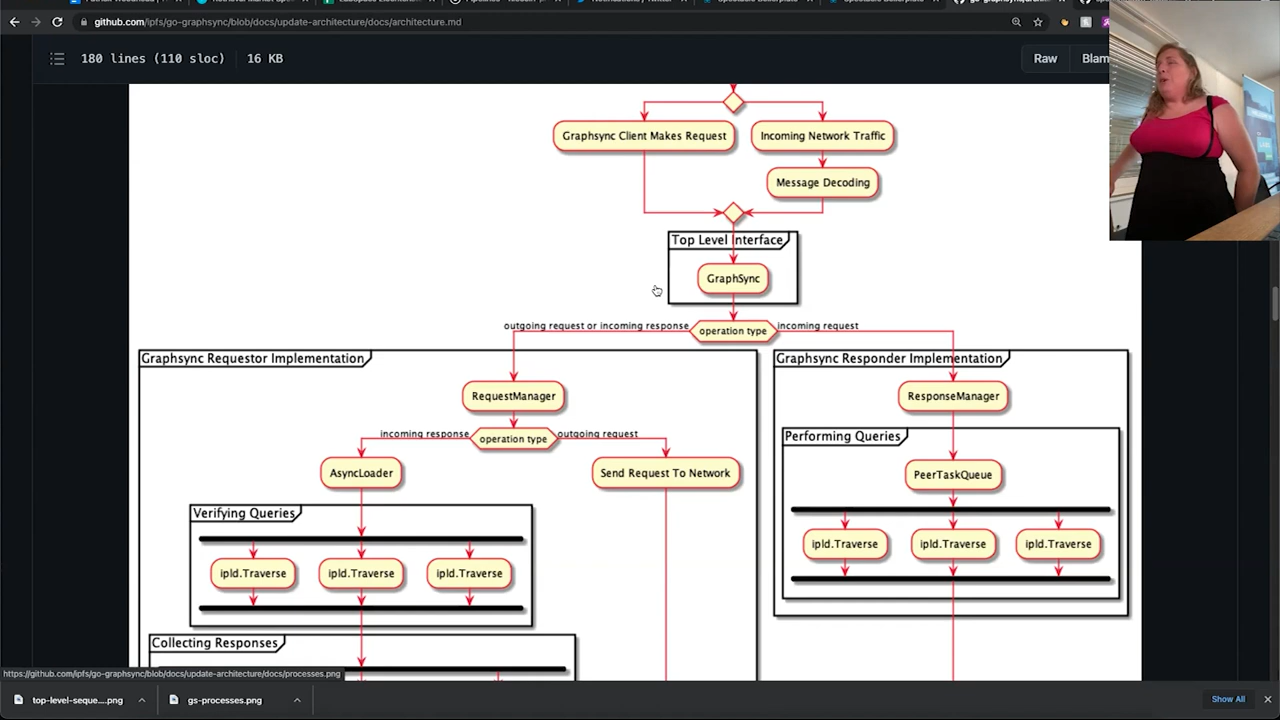 github.com/ipfs/go-graphsync/blob/docs/update-architecture/docs/architecture.md
180 lines (110 sloc) 16 KB
Raw
Blam
Graphsync Client Makes Request
Incoming Network Traffic
Message Decoding
Top Level Interface
GraphSync
outgoing request or incoming response
operation type
incoming request
Graphsync Requestor Implementation
Graphsync Responder Implementation
RequestManager
ResponseManager
incoming response
operation type
outgoing request
Performing Queries
AsyncLoader
Send Request To Network
PeerTaskQueue
Verifying Queries
ipld.Traverse
ipld.Traverse
ipld.Traverse
ipld.Traverse
ipld.Traverse
ipld.Traverse
Collecting Responses
https://github.com/ipfs/go-graphsync/blob/docs/update-architecture/docs/processes.png
top-level-seque....png
gs-processes.png
Show All